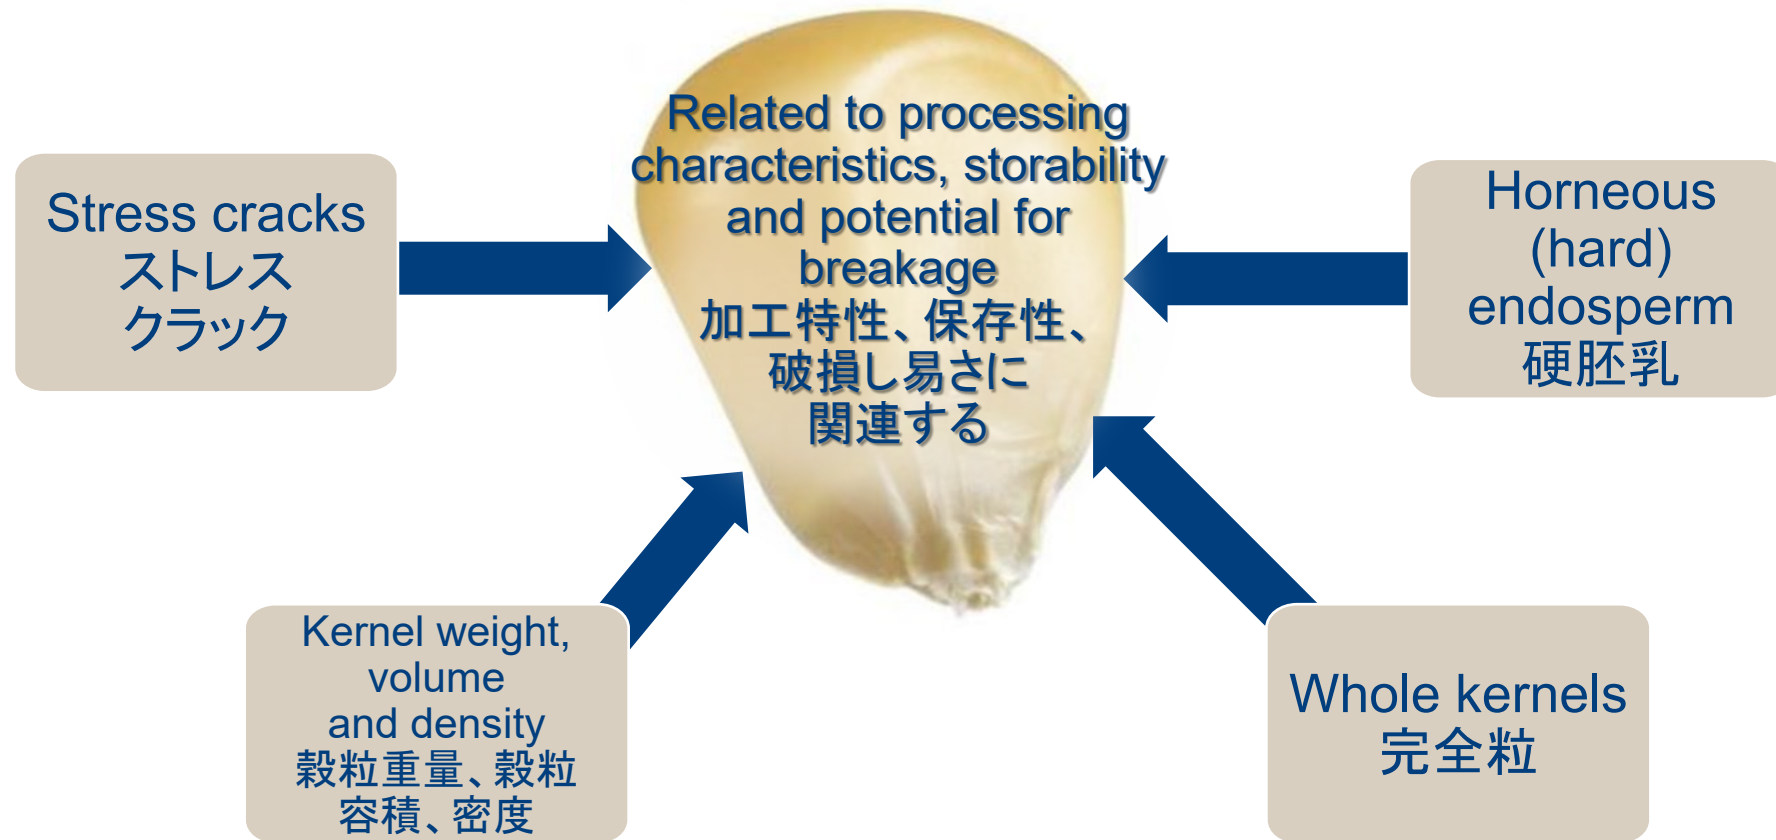 Related to processing
characteristics, storability
and potential for
breakage
加工特性、保存性、
破損し易さに
関連する
Stress cracks
ストレス
クラック
Horneous
(hard)
endosperm
硬胚乳
Kernel weight,
volume
and density
穀粒重量、穀粒
容積、密度
Whole kernels
完全粒